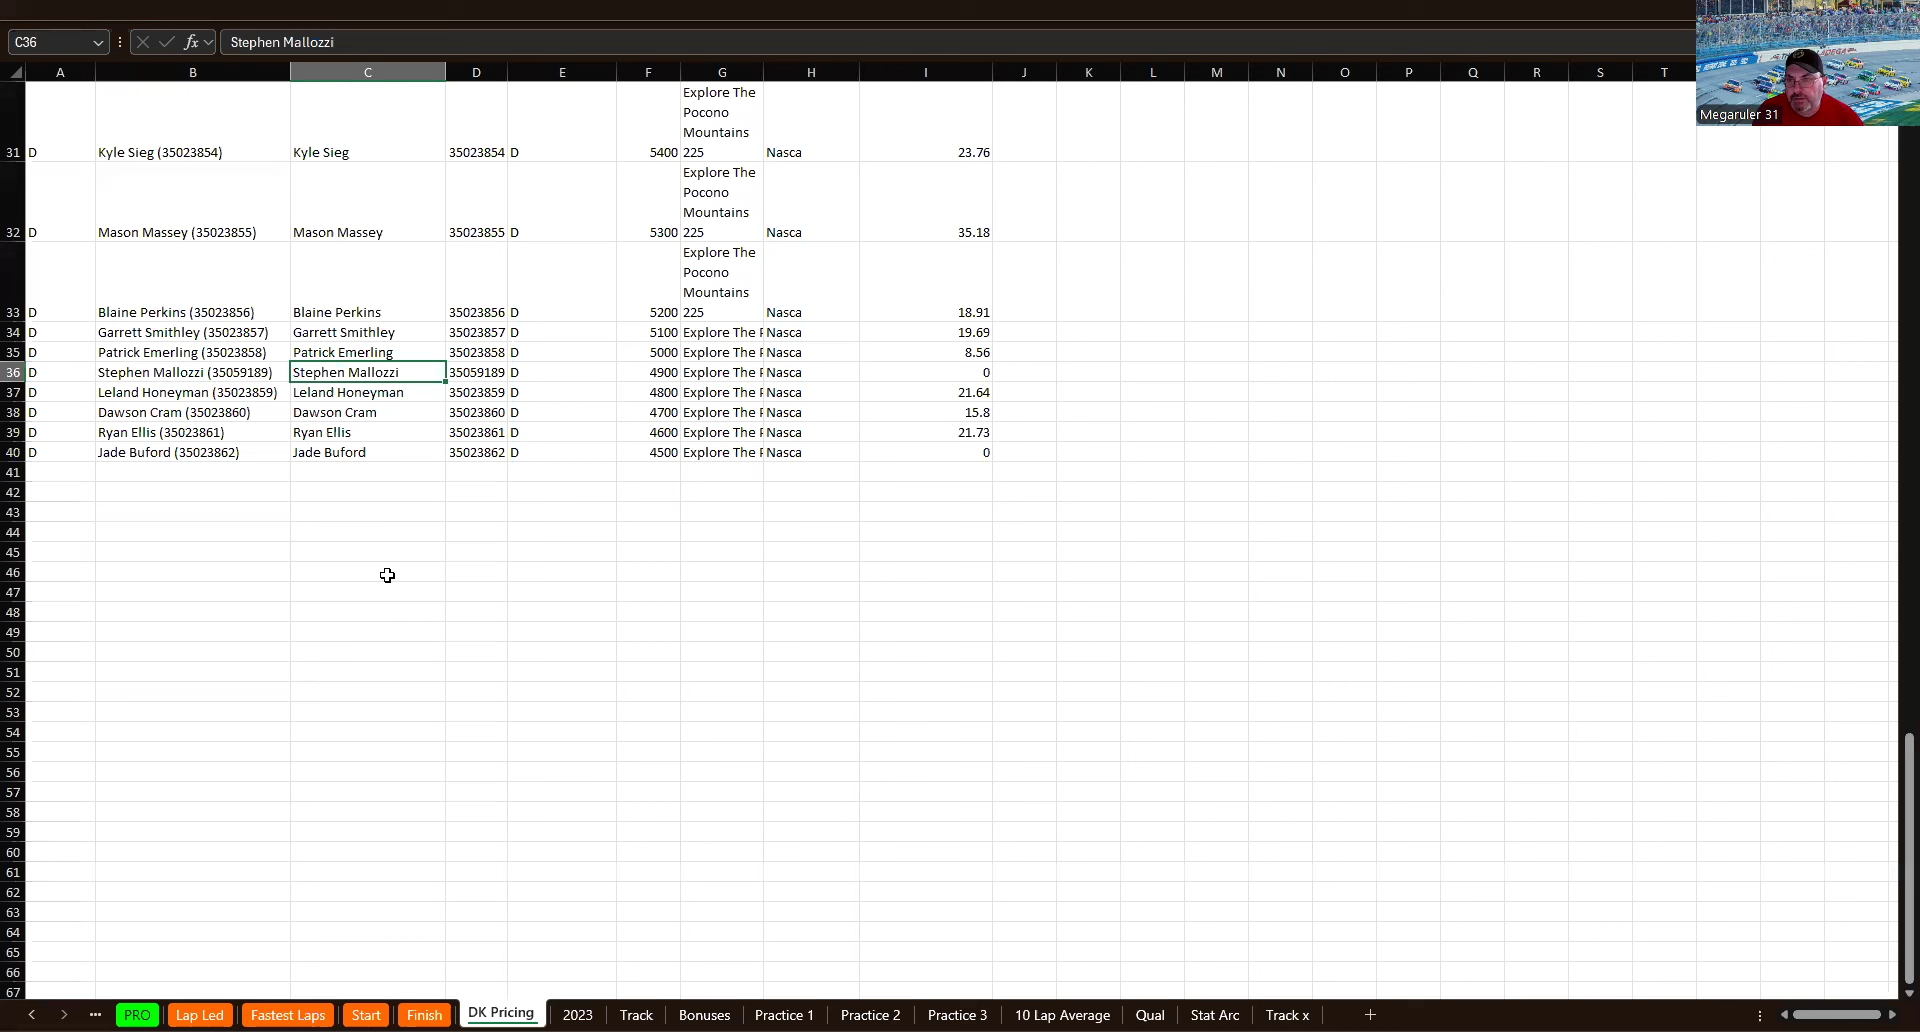 C36 fx Stephen Mallozzi
A B C D E F G H I J K L M N O P Q R S T
Megaruler 31
Explore The
Pocono
Mountains
31 D Kyle Sieg (35023854) Kyle Sieg 35023854 D 5400 225 Nasca 23.76
Explore The
Pocono
Mountains
32 D Mason Massey (35023855) Mason Massey 35023855 D 5300 225 Nasca 35.18
Explore The
Pocono
Mountains
33 D Blaine Perkins (35023856) Blaine Perkins 35023856 D 5200 225 Nasca 18.91
34 D Garrett Smithley (35023857) Garrett Smithley 35023857 D 5100 Explore The Nasca 19.69
35 D Patrick Emerling (35023858) Patrick Emerling 35023858 D 5000 Explore The Nasca 8.56
36 D Stephen Mallozzi (35059189) Stephen Mallozzi 35059189 D 4900 Explore The Nasca 0
37 D Leland Honeyman (35023859) Leland Honeyman 35023859 D 4800 Explore The Nasca 21.64
38 D Dawson Cram (35023860) Dawson Cram 35023860 D 4700 Explore The Nasca 15.8
39 D Ryan Ellis (35023861) Ryan Ellis 35023861 D 4600 Explore The Nasca 21.73
40 D Jade Buford (35023862) Jade Buford 35023862 D 4500 Explore The Nasca 0
41
42
43
44
45
46
47
48
49
50
51
52
53
54
55
56
57
58
59
60
61
62
63
64
65
66
67
PRO Lap Led Fastest Laps Start Finish DK Pricing 2023 Track Bonuses Practice 1 Practice 2 Practice 3 10 Lap Average Qual Stat Arc Track x